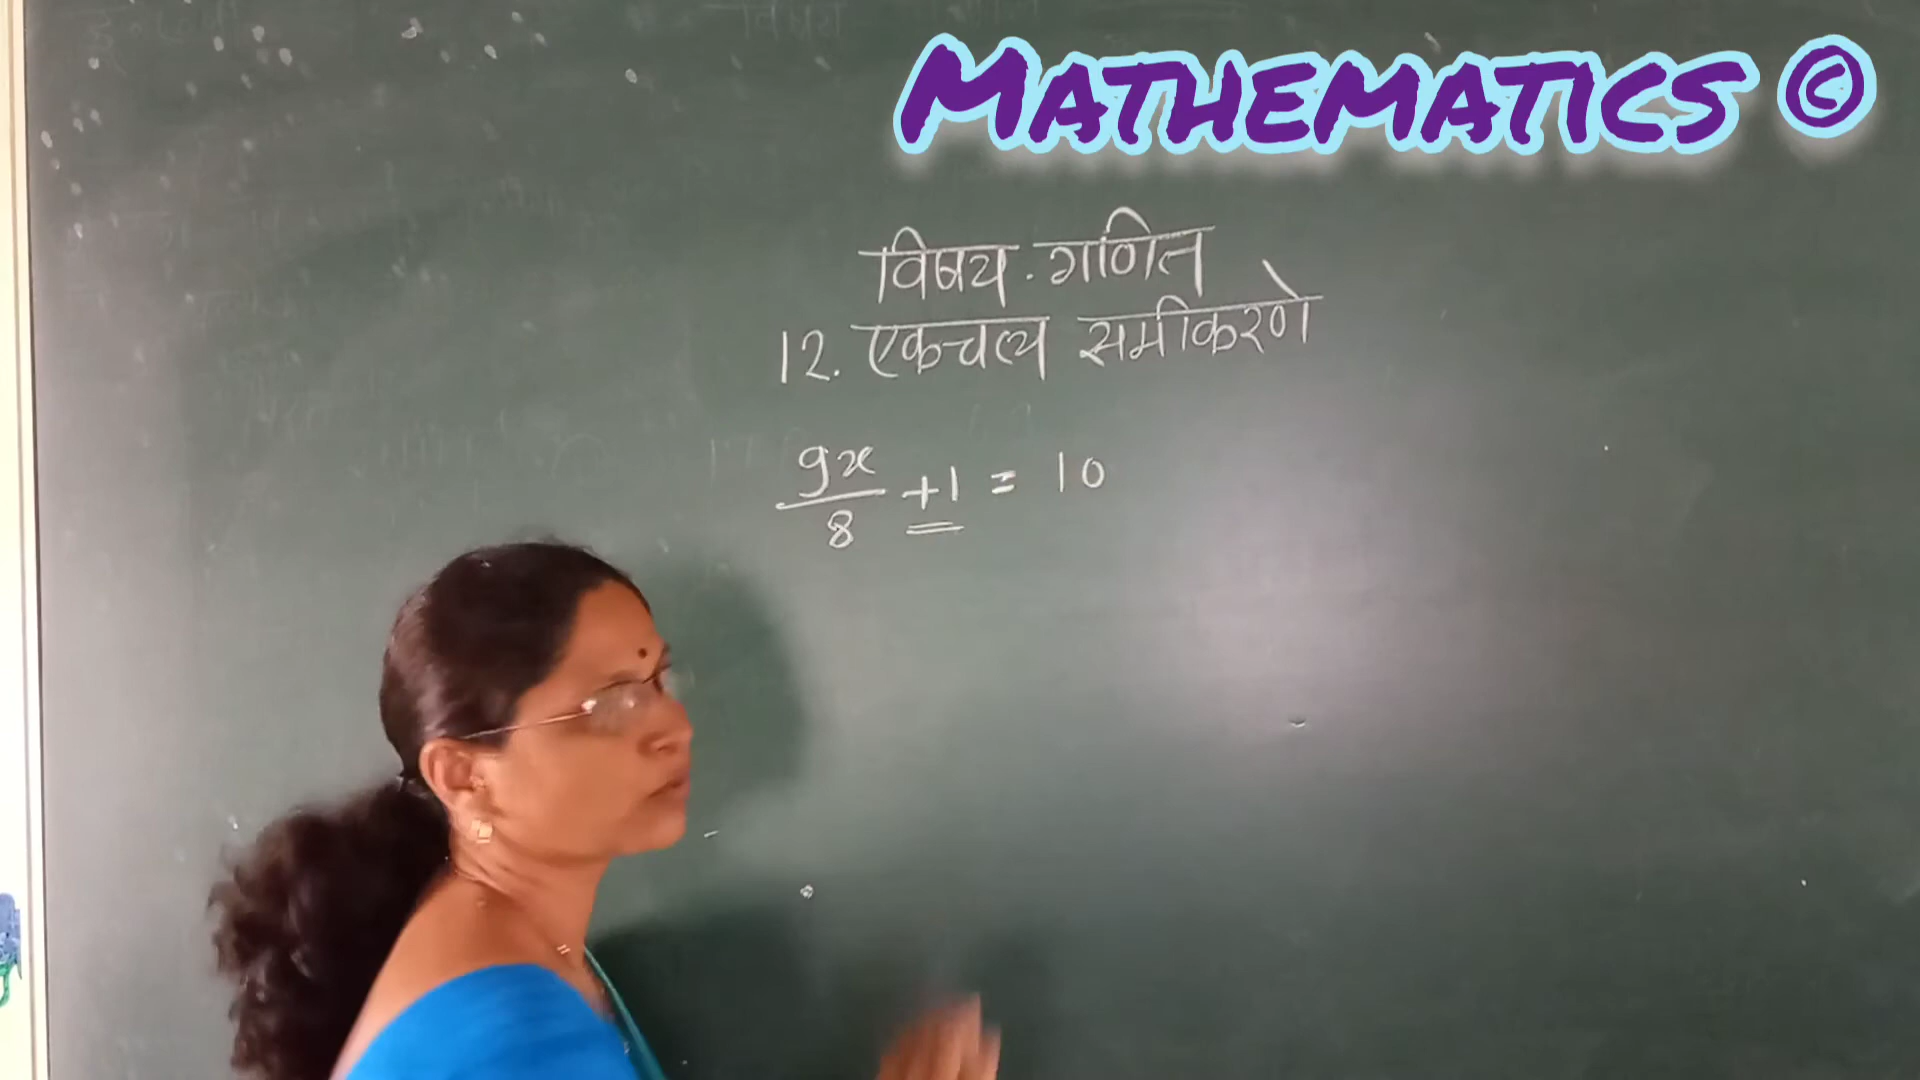 MATHEMATICS ©
विषय. गणित
12. एकचल समीकरणे
9x/8 +1 = 10